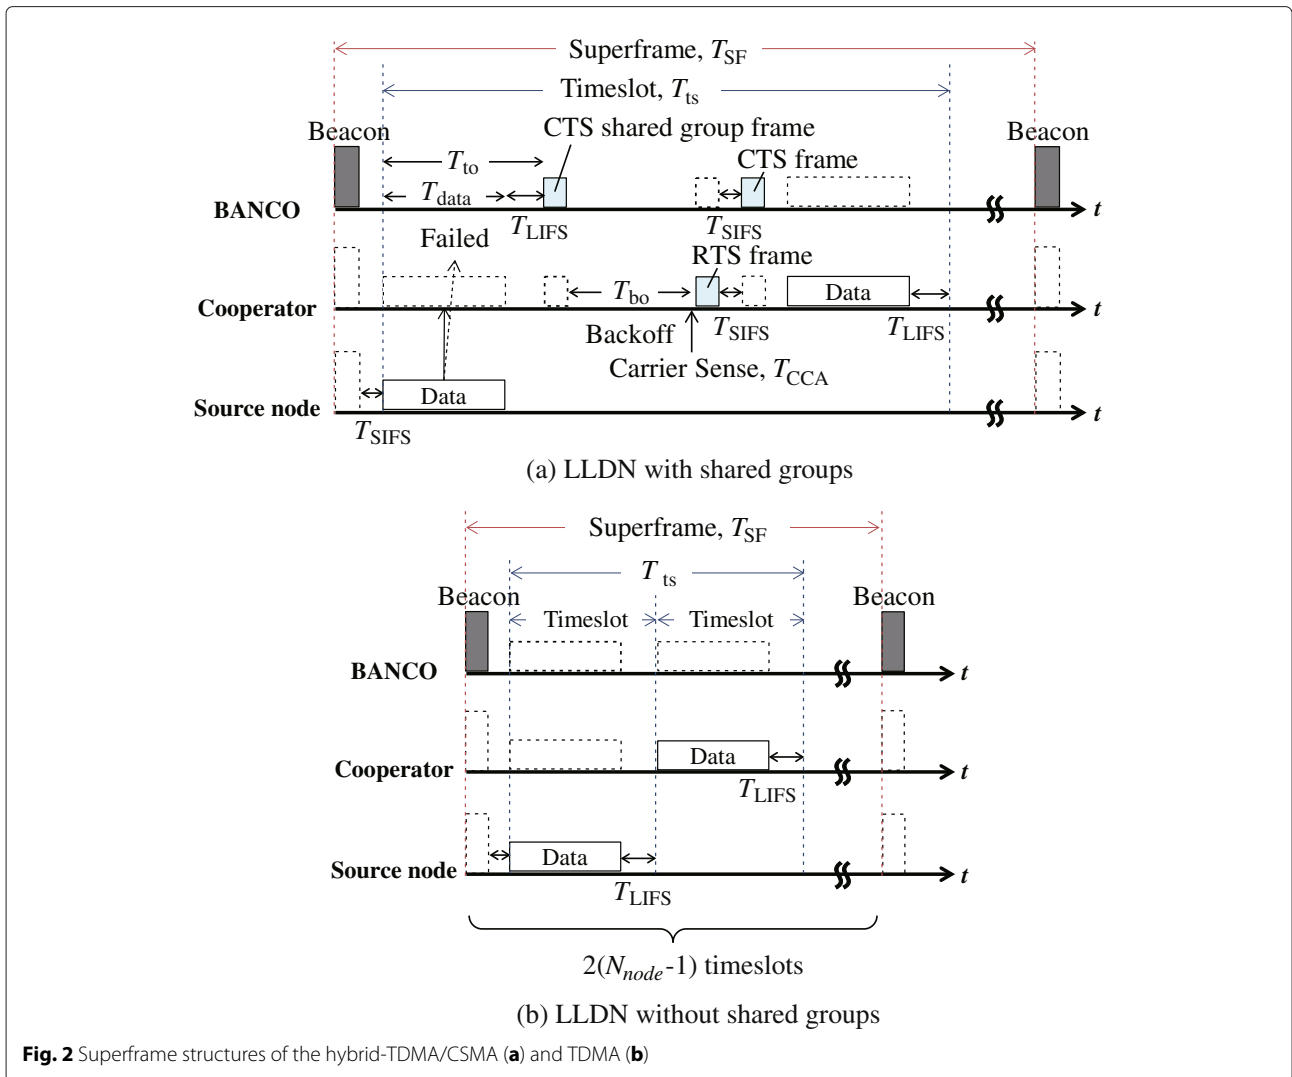 Superframe, T_SF
Timeslot, T_ts
Beacon
CTS shared group frame
Beacon
T_to
CTS frame
T_data
BANCO
t
T_LIFS
T_SIFS
Failed
RTS frame
T_bo
Data
Cooperator
t
Backoff
T_SIFS
T_LIFS
Carrier Sense, T_CCA
Data
Source node
t
T_SIFS
(a) LLDN with shared groups
Superframe, T_SF
T_ts
Beacon
Beacon
Timeslot
Timeslot
BANCO
t
Data
Cooperator
t
T_LIFS
Data
Source node
t
T_LIFS
2(N_node-1) timeslots
(b) LLDN without shared groups
Fig. 2 Superframe structures of the hybrid-TDMA/CSMA (a) and TDMA (b)